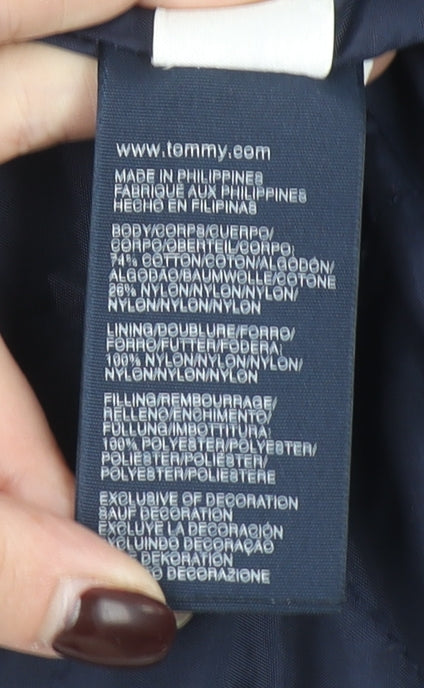 www.tommy.com
MADE IN PHILIPPINES
FABRIQUÉ AUX PHILIPPINES
HECHO EN FILIPINAS
BODY/CORPS/CUERPO/
CORPO/OBERTEIL/CORPO:
74% COTTON/COTON/ALGODÓN/
ALGODÃO/BAUMWOLLE/COTONE
26% NYLON/NYLON/NYLON/
NYLON/NYLON/NYLON
LINING/DOUBLURE/FORRO/
FORRO/FUTTER/FODERA:
100% NYLON/NYLON/NYLON/
NYLON/NYLON/NYLON
FILLING/REMBOURRAGE/
RELLENO/ENCHIMENTO/
FÜLLUNG/IMBOTTITURA:
100% POLYESTER/POLYESTER/
POLIÉSTER/POLIÉSTER/
POLYESTER/POLIESTERE
EXCLUSIVE OF DECORATION
SAUF DÉCORATION
EXCLUYE LA DECORACIÓN
EXCLUINDO DECORAÇÃO
DEKORATION
DECORAZIONE